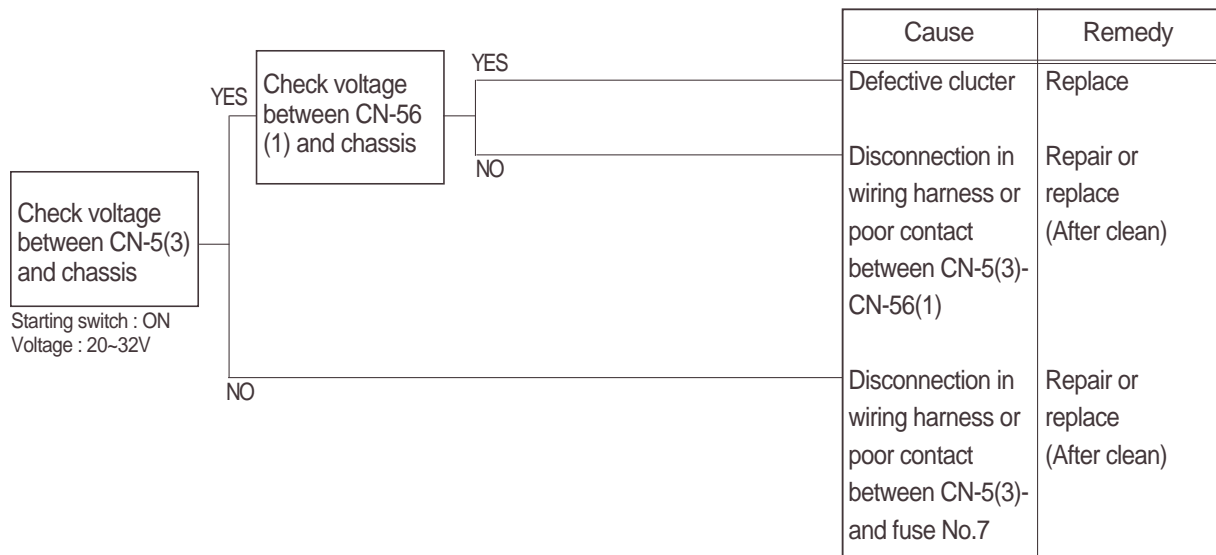 Cause
Remedy
YES
Check voltage
between CN-56
(1) and chassis
YES
Defective clucter
Replace
NO
Disconnection in
wiring harness or
poor contact
between CN-5(3)-
CN-56(1)
Repair or
replace
(After clean)
Check voltage
between CN-5(3)
and chassis
Starting switch : ON
Voltage : 20~32V
NO
Disconnection in
wiring harness or
poor contact
between CN-5(3)-
and fuse No.7
Repair or
replace
(After clean)